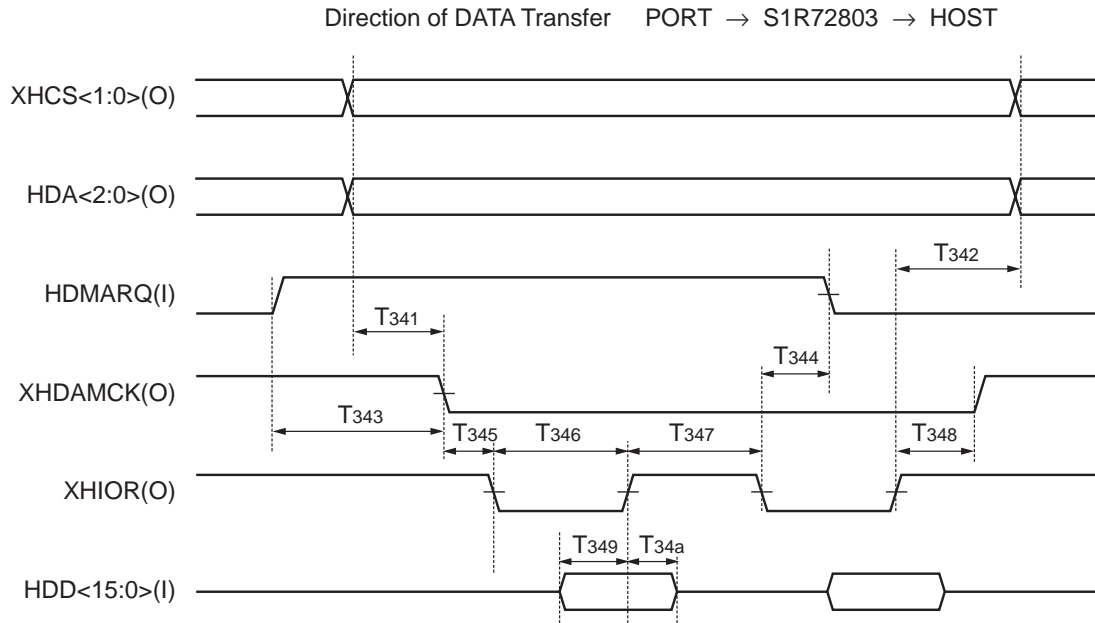 Direction of DATA Transfer PORT → S1R72803 → HOST
XHCS<1:0>(O)
HDA<2:0>(O)
T342
HDMARQ(I)
T341
T344
XHDAMCK(O)
T343
T345 T346 T347 T348
XHIOR(O)
T349 T34a
HDD<15:0>(I)